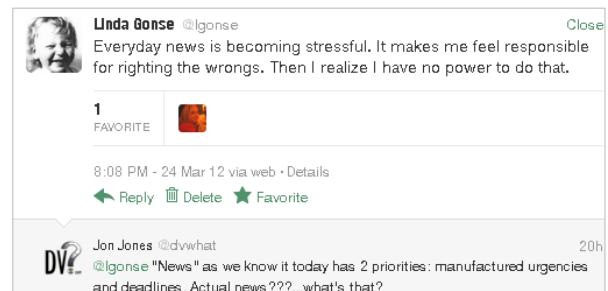 Linda Gonse @lgonse Close
Everyday news is becoming stressful. It makes me feel responsible
for righting the wrongs. Then I realize I have no power to do that.
1
FAVORITE
8:08 PM - 24 Mar 12 via web · Details
Reply Delete Favorite
DV?
Jon Jones @dvwhat 20h
@lgonse "News" as we know it today has 2 priorities: manufactured urgencies
and deadlines. Actual news???...what's that?